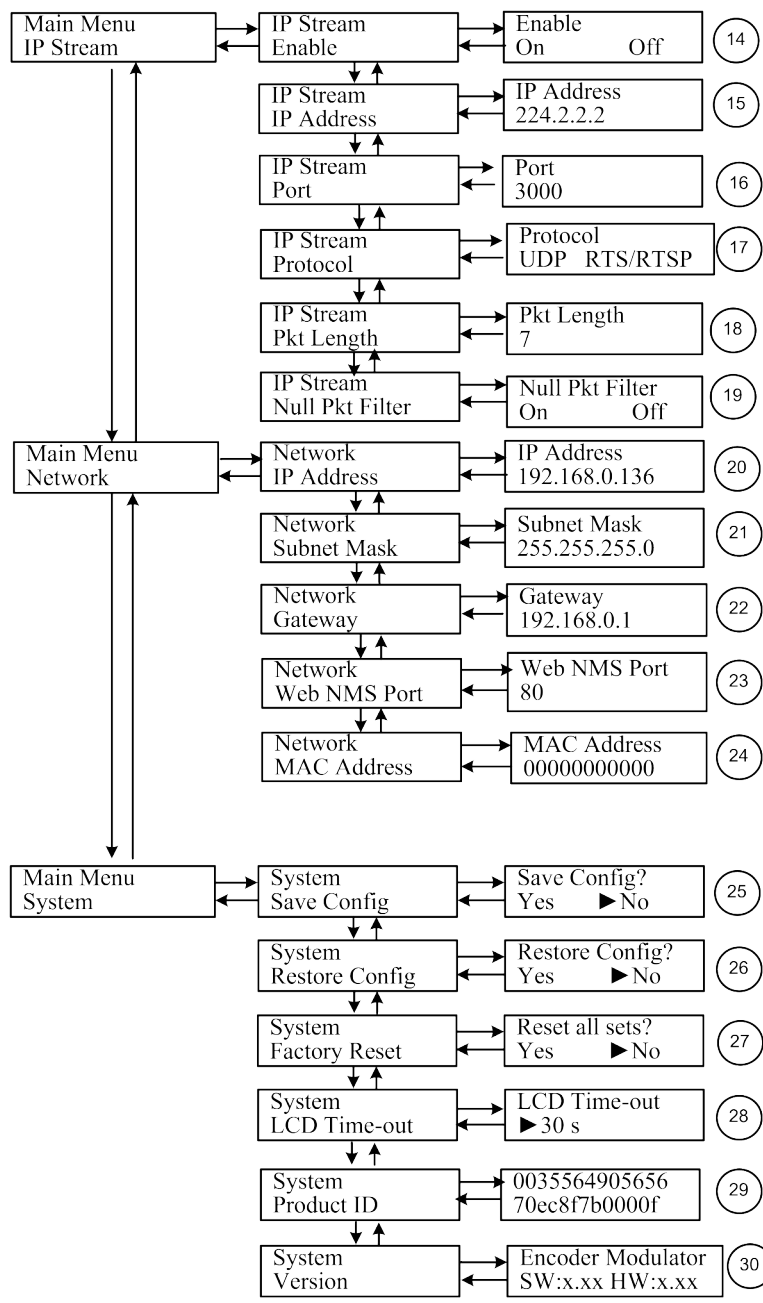 Main Menu
IP Stream
IP Stream
Enable
Enable
On Off
14
IP Stream
IP Address
IP Address
224.2.2.2
15
IP Stream
Port
Port
3000
16
IP Stream
Protocol
Protocol
UDP RTS/RTSP
17
IP Stream
Pkt Length
Pkt Length
7
18
IP Stream
Null Pkt Filter
Null Pkt Filter
On Off
19
Main Menu
Network
Network
IP Address
IP Address
192.168.0.136
20
Network
Subnet Mask
Subnet Mask
255.255.255.0
21
Network
Gateway
Gateway
192.168.0.1
22
Network
Web NMS Port
Web NMS Port
80
23
Network
MAC Address
MAC Address
00000000000
24
Main Menu
System
System
Save Config
Save Config?
Yes ►No
25
System
Restore Config
Restore Config?
Yes ►No
26
System
Factory Reset
Reset all sets?
Yes ►No
27
System
LCD Time-out
LCD Time-out
►30 s
28
System
Product ID
0035564905656
70ec8f7b0000f
29
System
Version
Encoder Modulator
SW:x.xx HW:x.xx
30